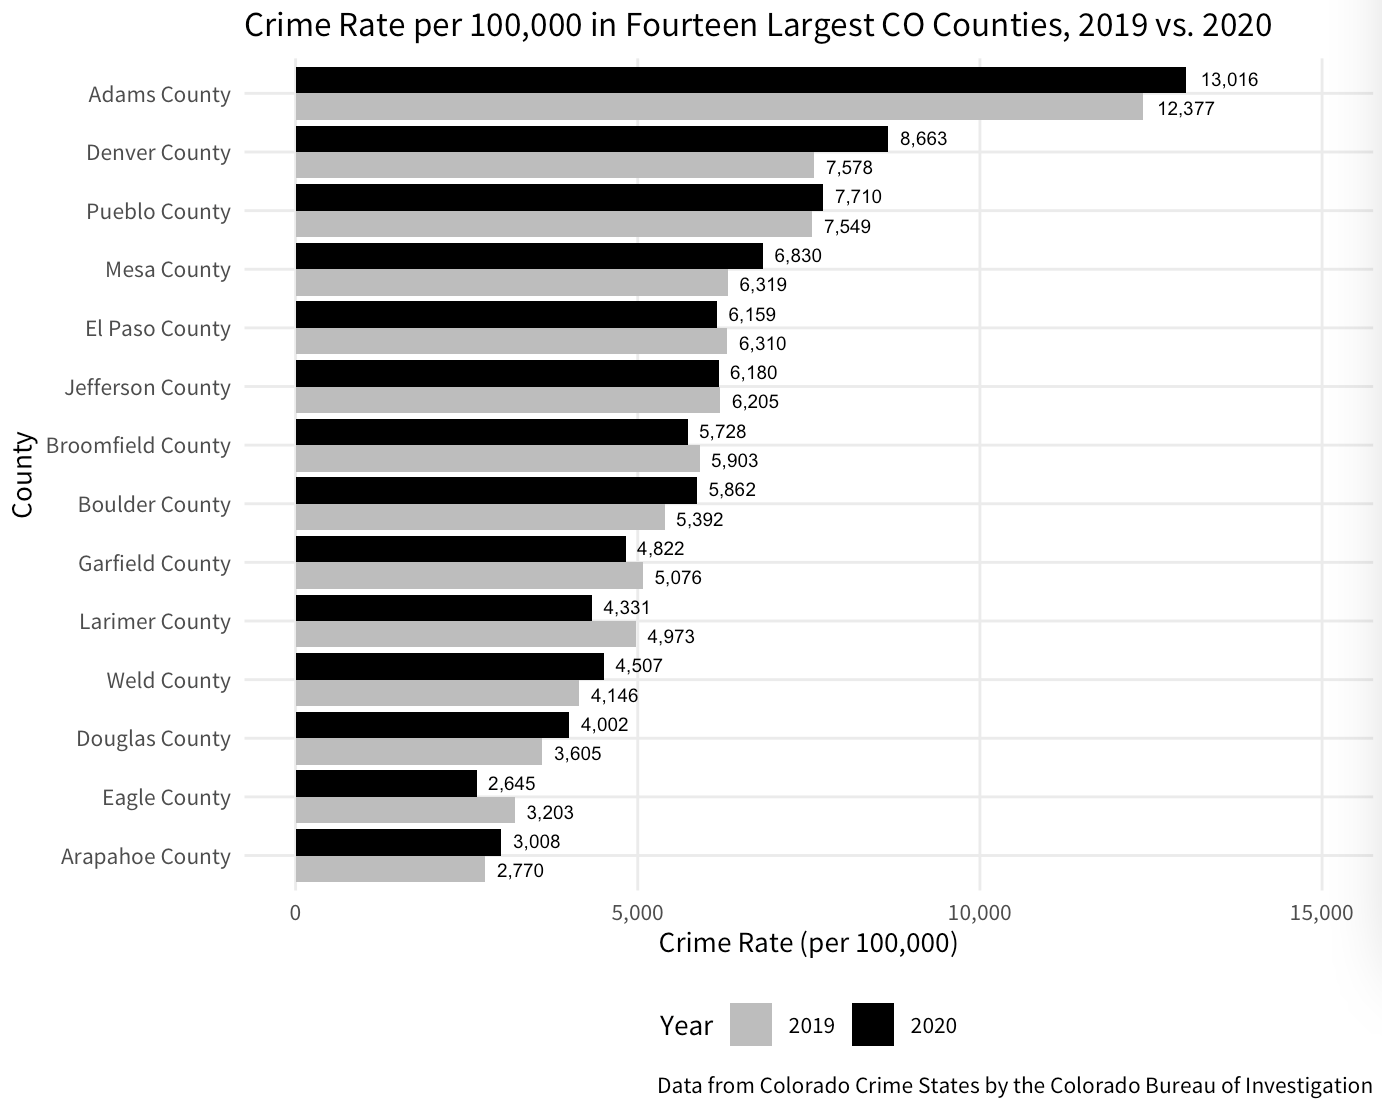 Crime Rate per 100,000 in Fourteen Largest CO Counties, 2019 vs. 2020
County
Adams County
13,016
12,377
Denver County
8,663
7,578
Pueblo County
7,710
7,549
Mesa County
6,830
6,319
El Paso County
6,159
6,310
Jefferson County
6,180
6,205
Broomfield County
5,728
5,903
Boulder County
5,862
5,392
Garfield County
4,822
5,076
Larimer County
4,331
4,973
Weld County
4,507
4,146
Douglas County
4,002
3,605
Eagle County
2,645
3,203
Arapahoe County
3,008
2,770
0 5,000 10,000 15,000
Crime Rate (per 100,000)
Year 2019 2020
Data from Colorado Crime States by the Colorado Bureau of Investigation